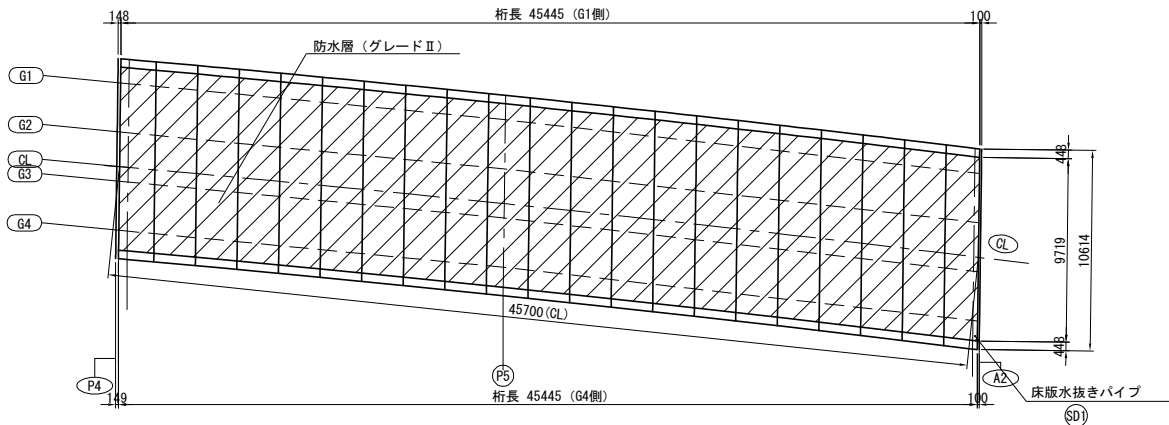 148
桁長 45445 (G1側)
100
防水層 (グレードⅡ)
G1
G2
CL
G3
G4
448
9719
10614
448
CL
45700(CL)
P4
P5
A2
149
桁長 45445 (G4側)
100
床版水抜きパイプ
SD1